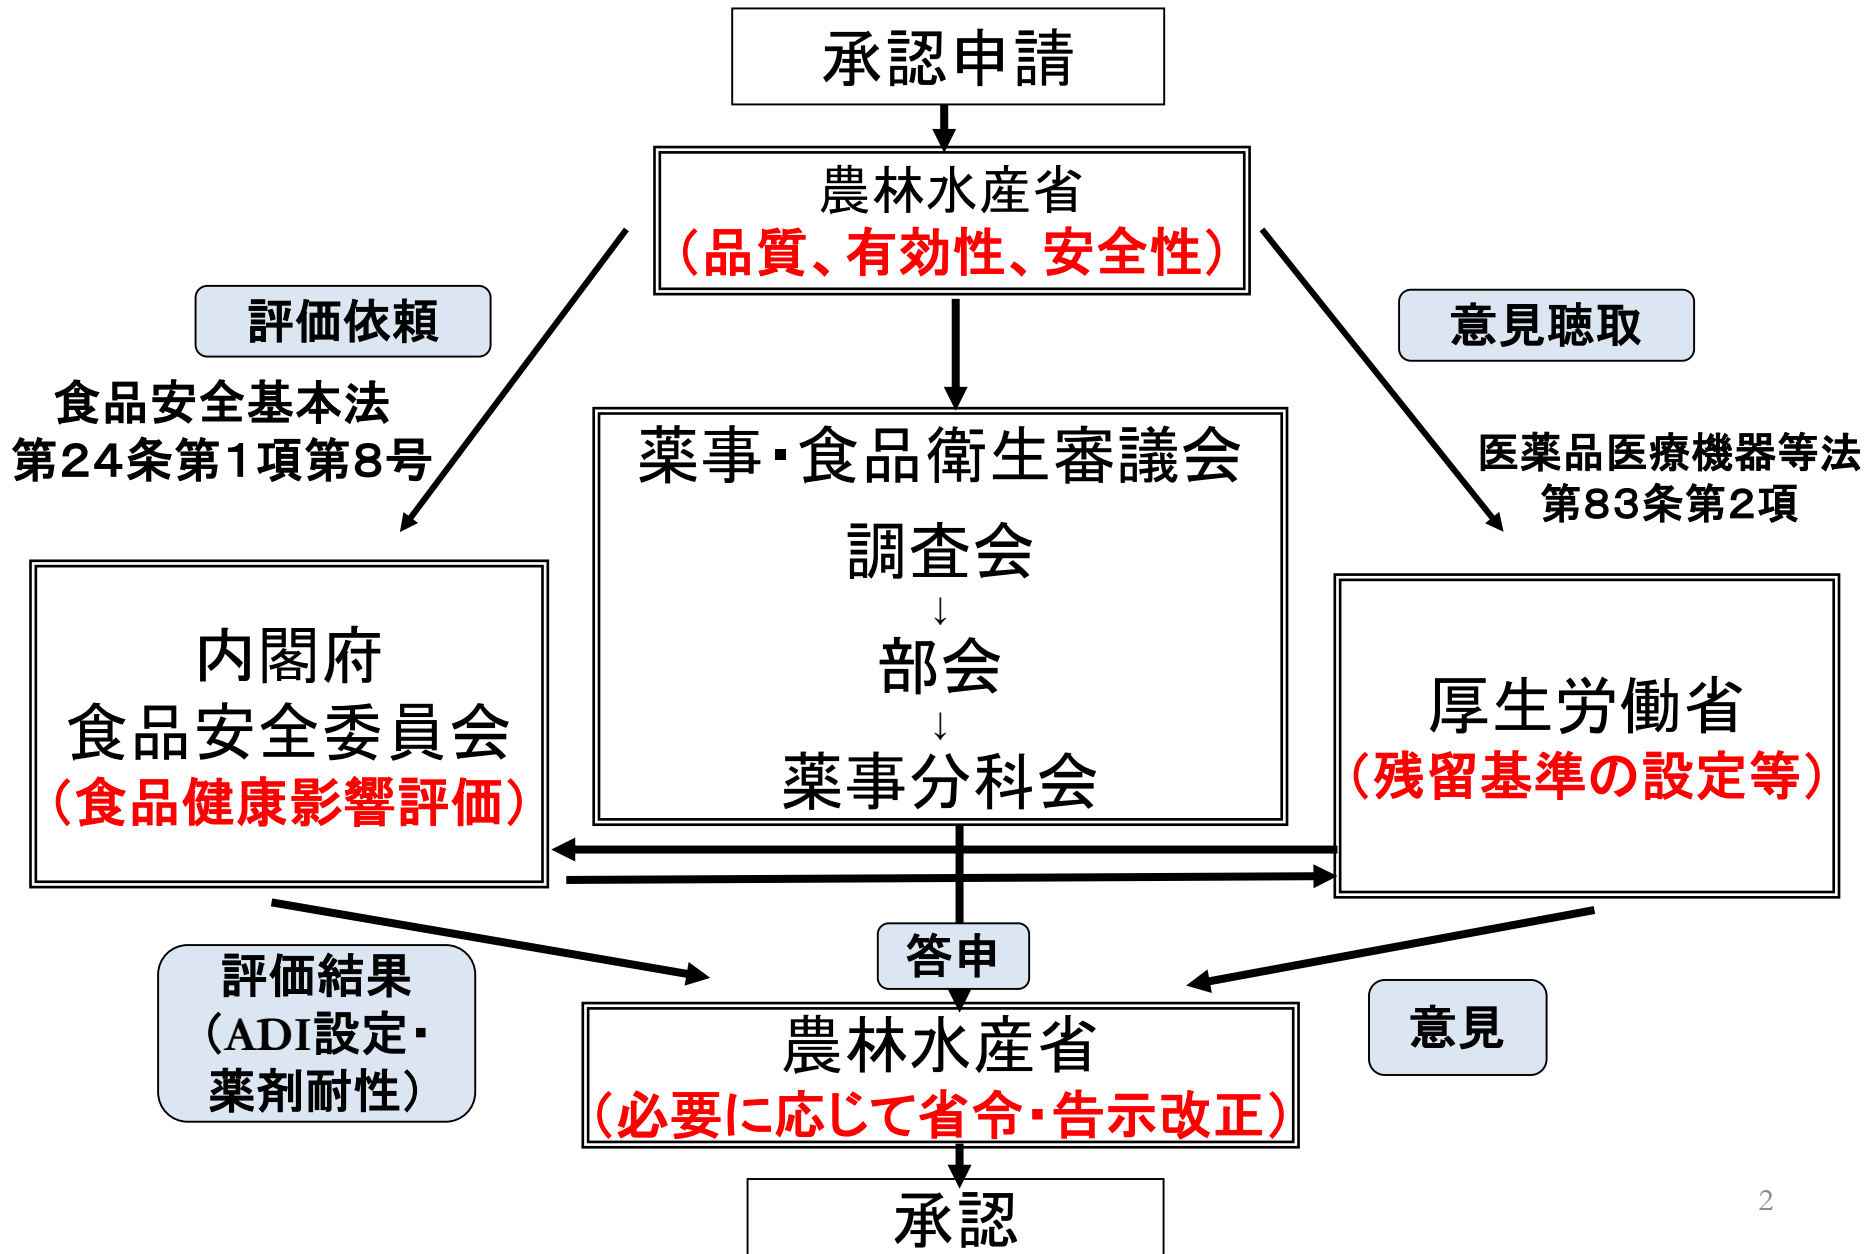 承認申請
農林水産省
（品質、有効性、安全性）
評価依頼
意見聴取
食品安全基本法
第24条第1項第8号
医薬品医療機器等法
第83条第2項
薬事・食品衛生審議会
調査会
↓
部会
↓
薬事分科会
内閣府
食品安全委員会
（食品健康影響評価）
厚生労働省
（残留基準の設定等）
評価結果
（ADI設定・
薬剤耐性）
答申
意見
農林水産省
（必要に応じて省令・告示改正）
承認
2